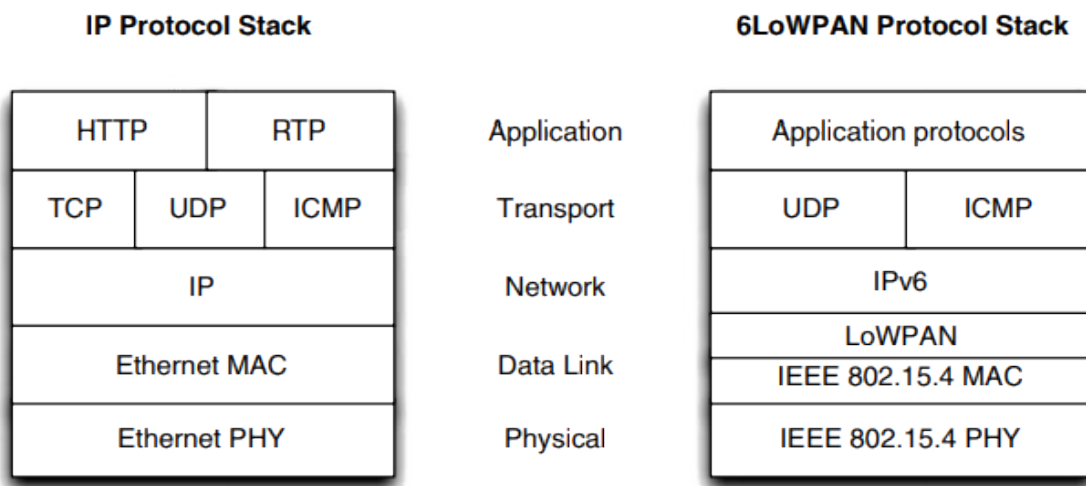 IP Protocol Stack
6LoWPAN Protocol Stack
HTTP RTP Application Application protocols
TCP UDP ICMP Transport UDP ICMP
IP Network IPv6
LoWPAN
Ethernet MAC Data Link
IEEE 802.15.4 MAC
Ethernet PHY Physical IEEE 802.15.4 PHY